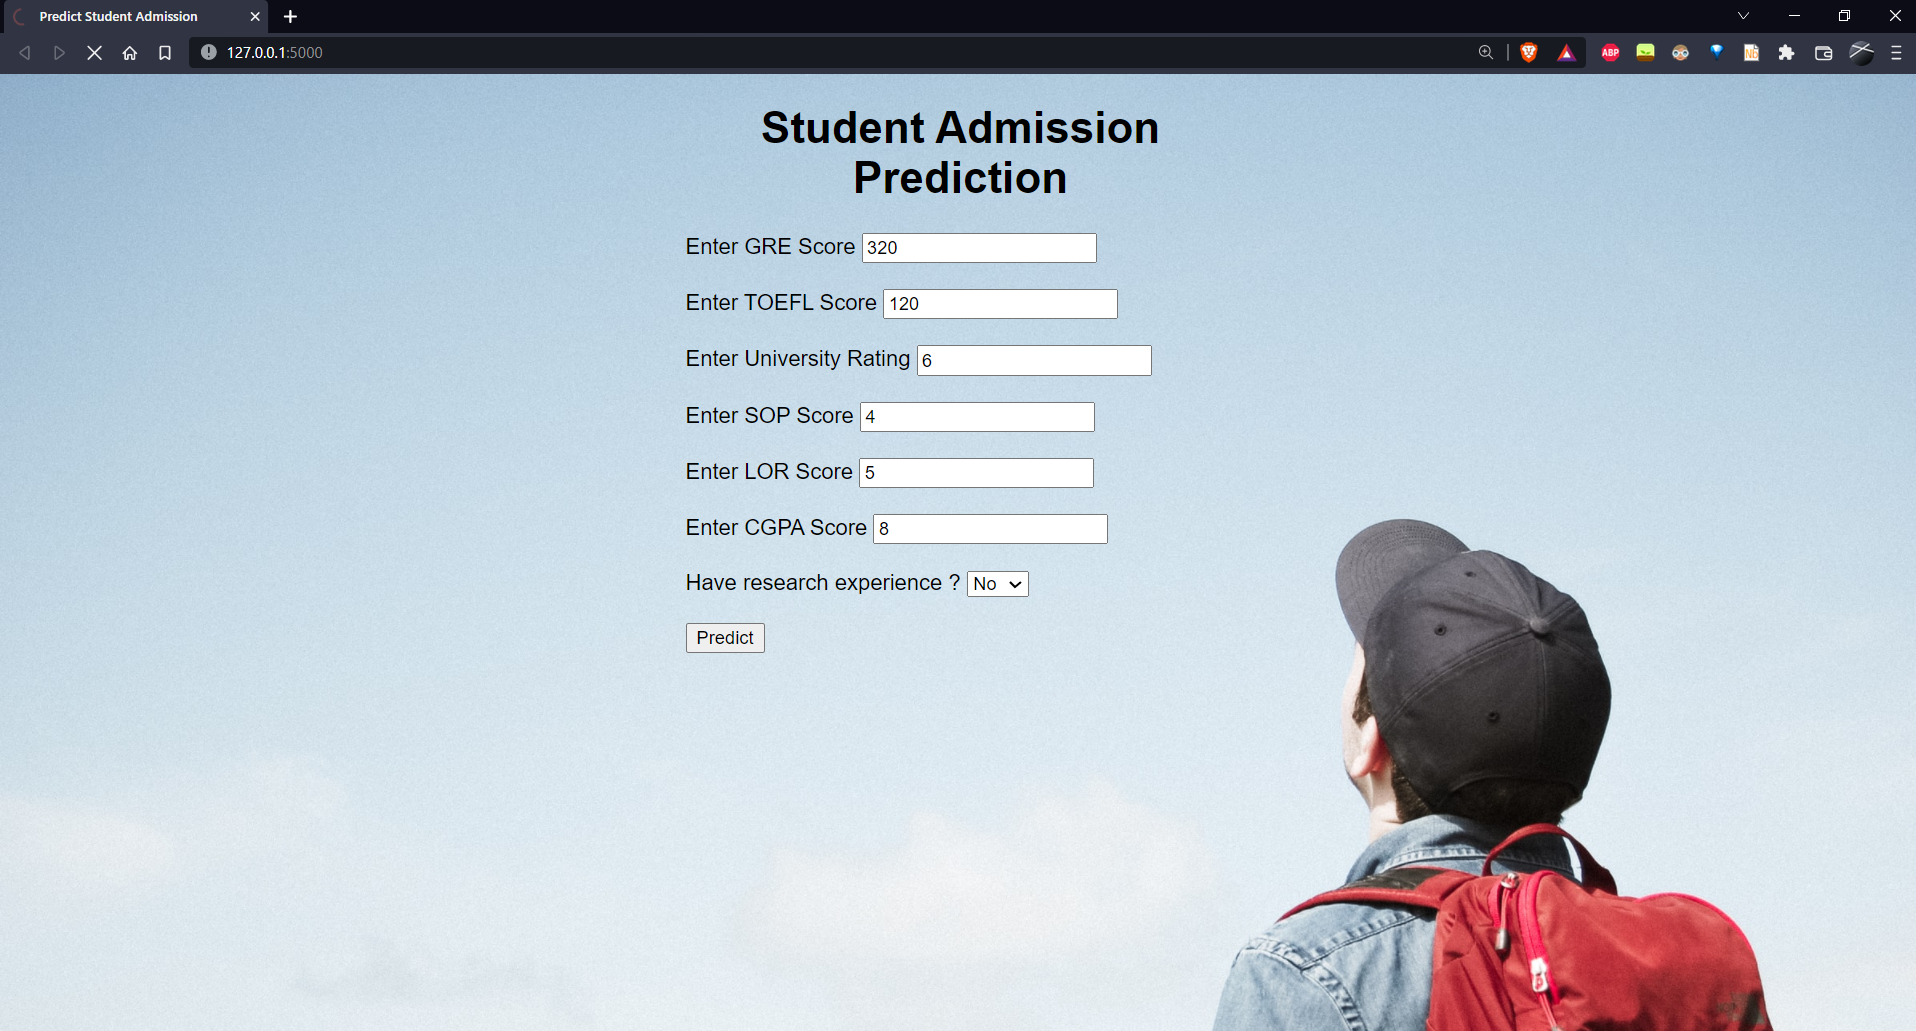 Predict Student Admission
127.0.0.1:5000
ABP
Nb
Student Admission
Prediction
Enter GRE Score 320
Enter TOEFL Score 120
Enter University Rating 6
Enter SOP Score 4
Enter LOR Score 5
Enter CGPA Score 8
Have research experience ? No
Predict